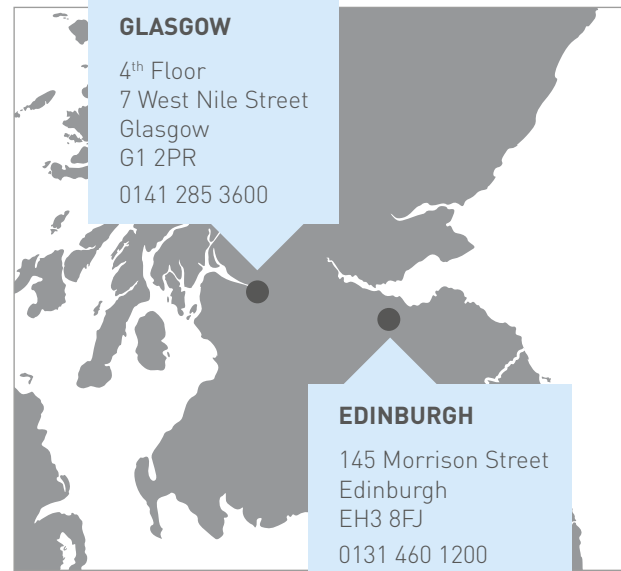 GLASGOW
4th Floor
7 West Nile Street
Glasgow
G1 2PR
0141 285 3600
EDINBURGH
145 Morrison Street
Edinburgh
EH3 8FJ
0131 460 1200